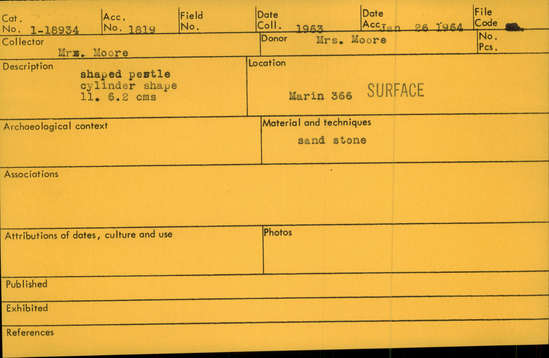 Cat. No. 1-18934 Acc. No. 1819 Field No. Date Coll. 1963 Date Acc. Jan 26 1964 File Code
Collector Mrs. Moore Donor Mrs. Moore No. Pcs.
Description Location
shaped pestle
cylinder shape
ll. 6.2 cms Marin 366 SURFACE
Archaeological context Material and techniques
sand stone
Associations
Attributions of dates, culture and use Photos
Published
Exhibited
References